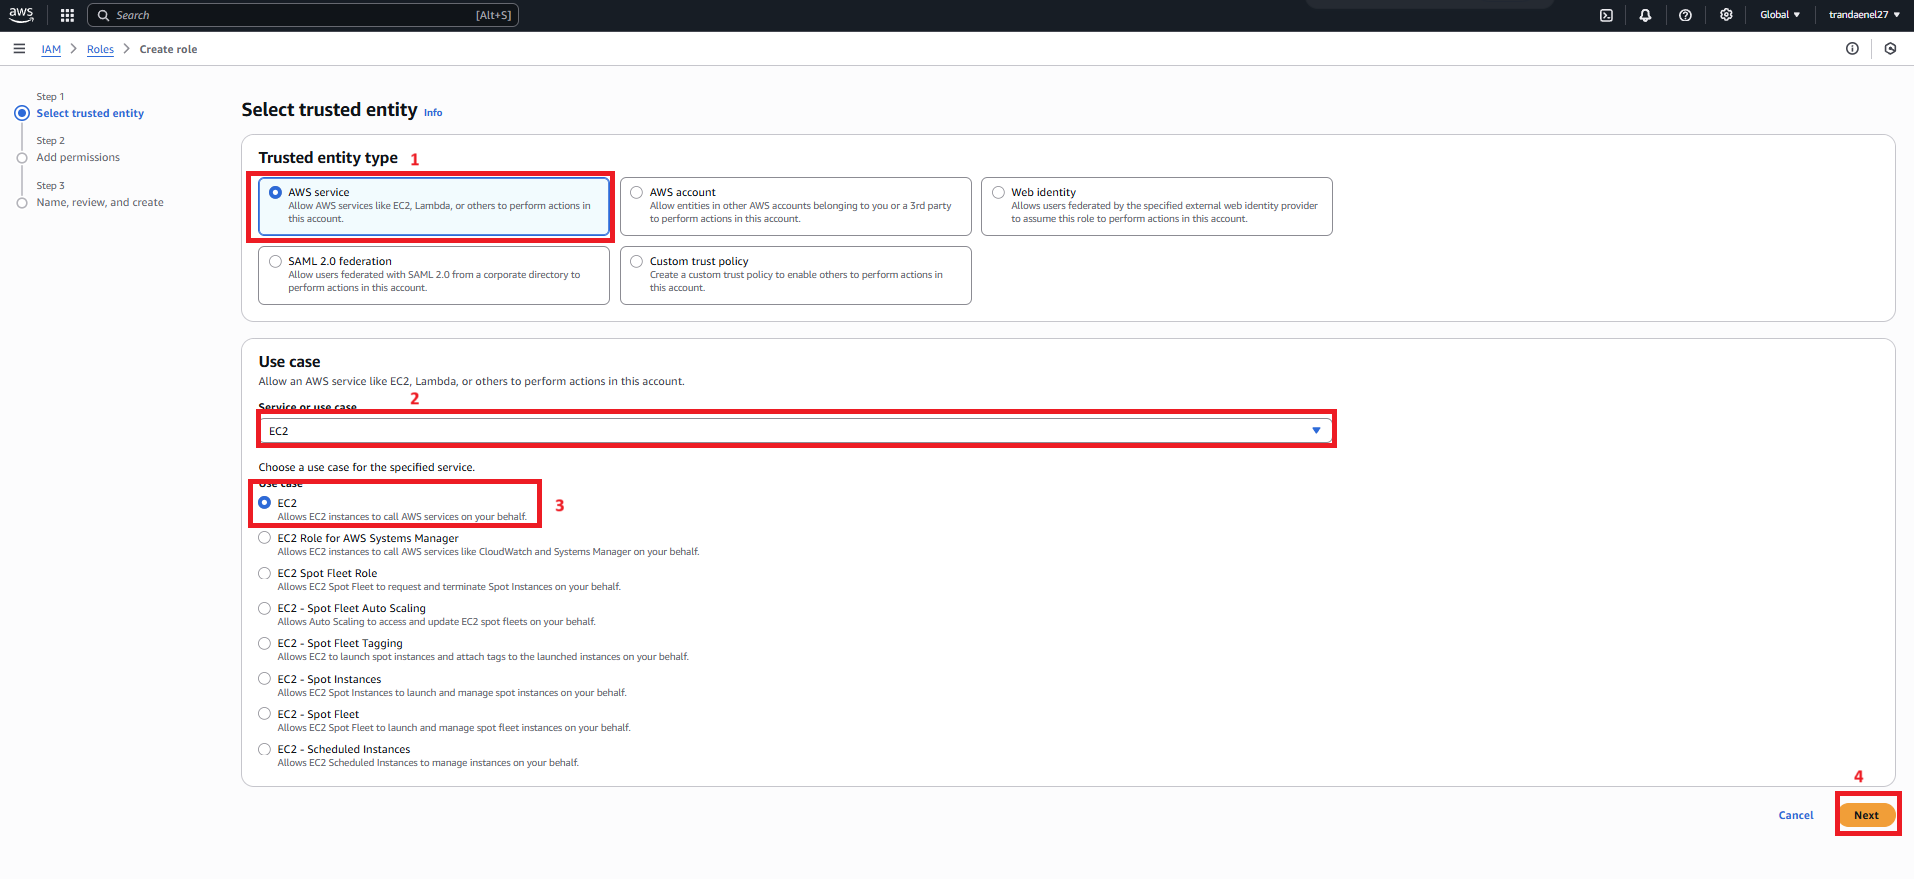 aws
Search
[Alt+S]
Global
trandaenel27
IAM
Roles
Create role
Step 1
Select trusted entity
Step 2
Add permissions
Step 3
Name, review, and create
Select trusted entity Info
Trusted entity type 1
AWS service
Allow AWS services like EC2, Lambda, or others to perform actions in
this account.
AWS account
Allow entities in other AWS accounts belonging to you or a 3rd party
to perform actions in this account.
Web identity
Allows users federated by the specified external web identity provider
to assume this role to perform actions in this account.
SAML 2.0 federation
Allow users federated with SAML 2.0 from a corporate directory to
perform actions in this account.
Custom trust policy
Create a custom trust policy to enable others to perform actions in
this account.
Use case
Allow an AWS service like EC2, Lambda, or others to perform actions in this account.
2
Service or use case
EC2
Choose a use case for the specified service.
Use case
EC2
3
Allows EC2 instances to call AWS services on your behalf.
EC2 Role for AWS Systems Manager
Allows EC2 instances to call AWS services like CloudWatch and Systems Manager on your behalf.
EC2 Spot Fleet Role
Allows EC2 Spot Fleet to request and terminate Spot Instances on your behalf.
EC2 - Spot Fleet Auto Scaling
Allows Auto Scaling to access and update EC2 spot fleets on your behalf.
EC2 - Spot Fleet Tagging
Allows EC2 to launch spot instances and attach tags to the launched instances on your behalf.
EC2 - Spot Instances
Allows EC2 Spot Instances to launch and manage spot instances on your behalf.
EC2 - Spot Fleet
Allows EC2 Spot Fleet to launch and manage spot fleet instances on your behalf.
EC2 - Scheduled Instances
Allows EC2 Scheduled Instances to manage instances on your behalf.
4
Cancel
Next